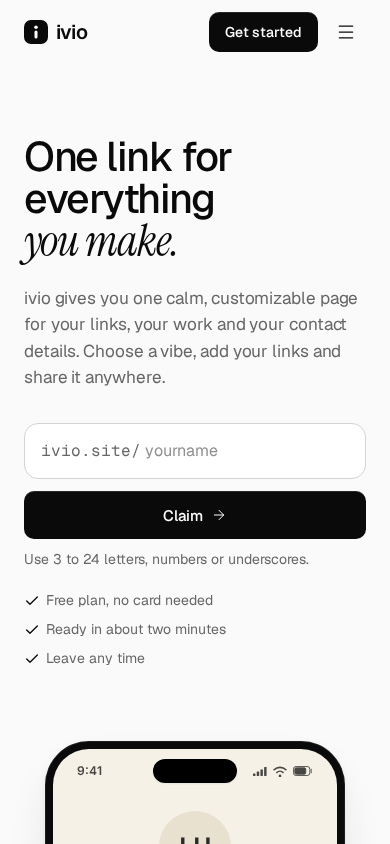 ivio
Get started
One link for
everything
you make.
ivio gives you one calm, customizable page
for your links, your work and your contact
details. Choose a vibe, add your links and
share it anywhere.
ivio.site/ yourname
Claim →
Use 3 to 24 letters, numbers or underscores.
Free plan, no card needed
Ready in about two minutes
Leave any time
9:41